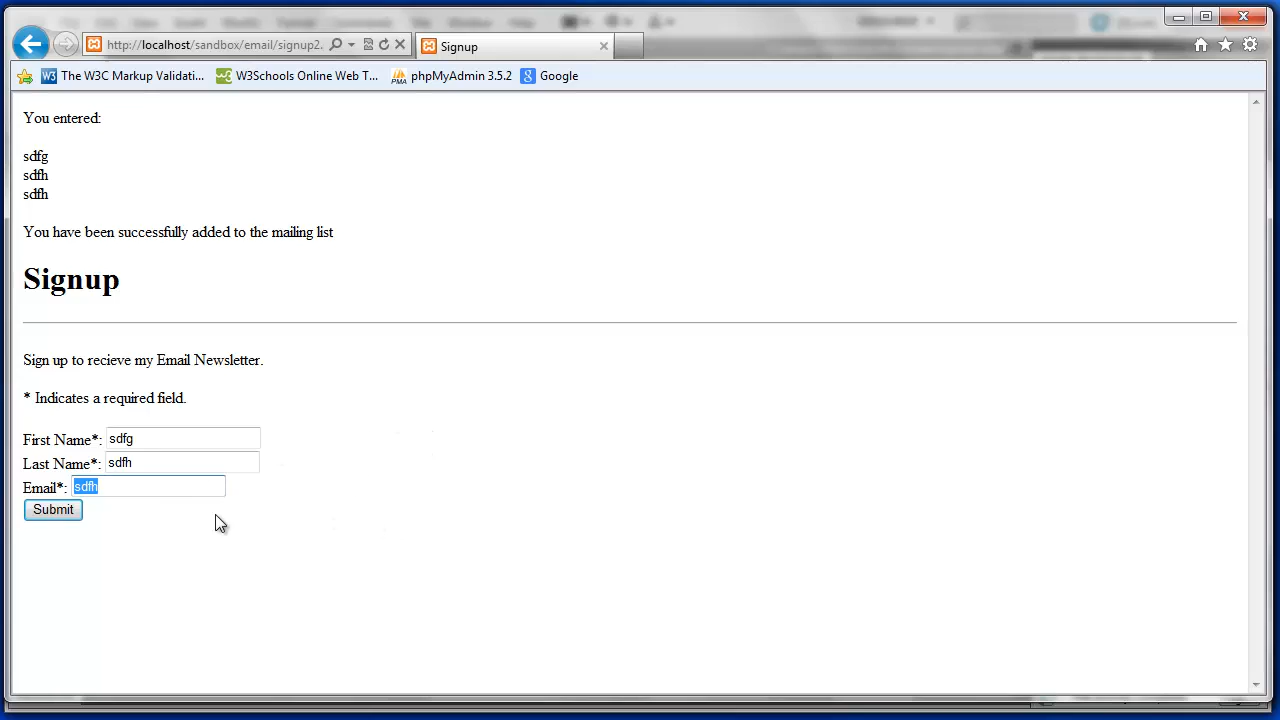 http://localhost/sandbox/email/signup2.
Signup
The W3C Markup Validati...
W3Schools Online Web T...
phpMyAdmin 3.5.2
Google
You entered:
sdfg
sdfh
sdfh
You have been successfully added to the mailing list
Signup
Sign up to recieve my Email Newsletter.
* Indicates a required field.
First Name*: sdfg
Last Name*: sdfh
Email*: sdfh
Submit